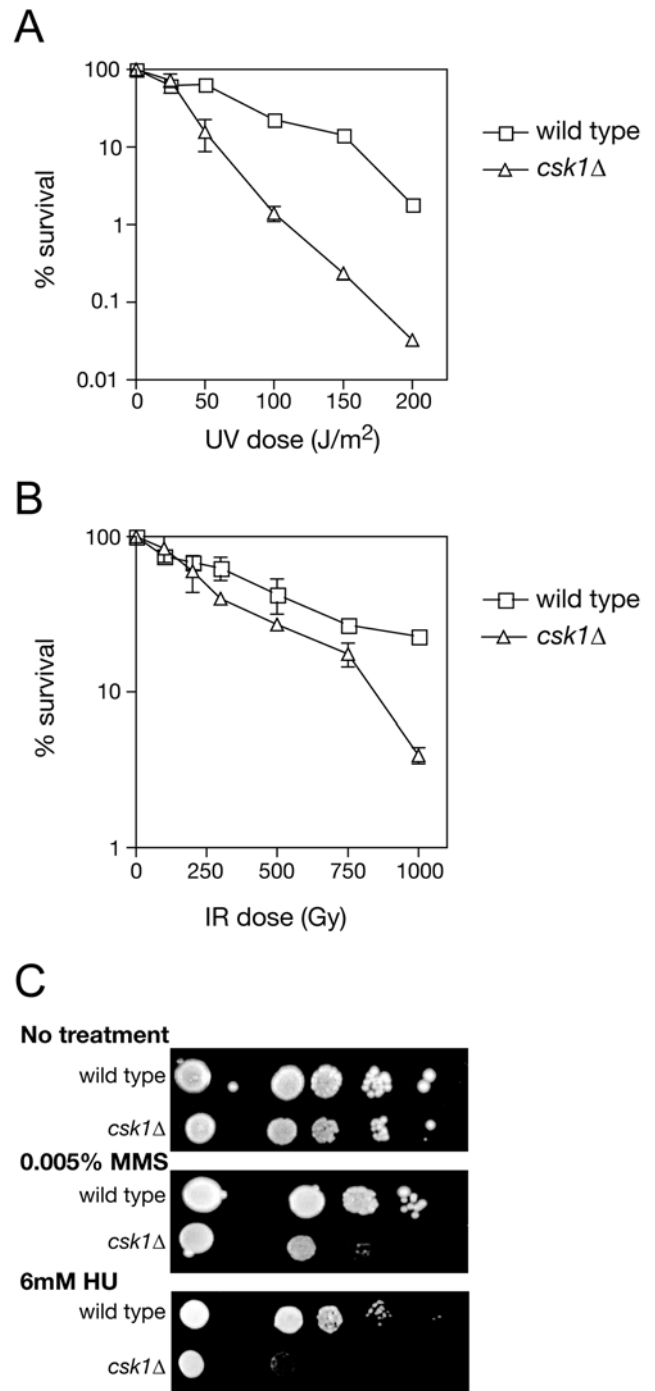 A
100
10
1
0.1
0.01
% survival
0 50 100 150 200
UV dose (J/m²)
wild type
csk1Δ
B
100
10
1
% survival
0 250 500 750 1000
IR dose (Gy)
wild type
csk1Δ
C
No treatment
wild type
csk1Δ
0.005% MMS
wild type
csk1Δ
6mM HU
wild type
csk1Δ